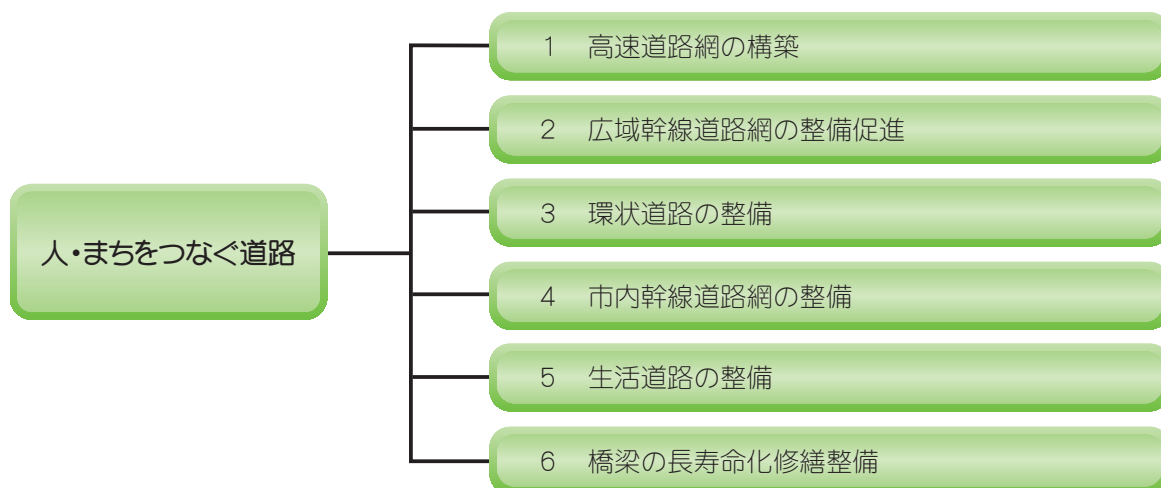 人・まちをつなぐ道路
1 高速道路網の構築
2 広域幹線道路網の整備促進
3 環状道路の整備
4 市内幹線道路網の整備
5 生活道路の整備
6 橋梁の長寿命化修繕整備